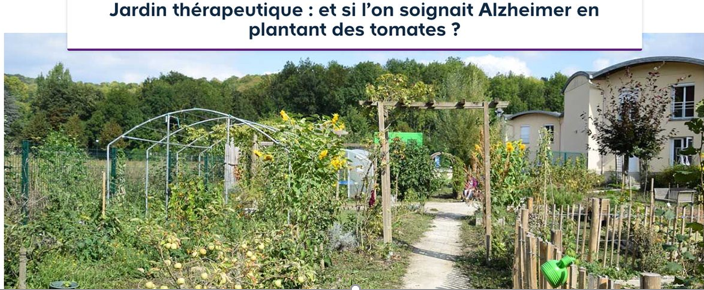 Jardin thérapeutique : et si l’on soignait Alzheimer en
plantant des tomates ?